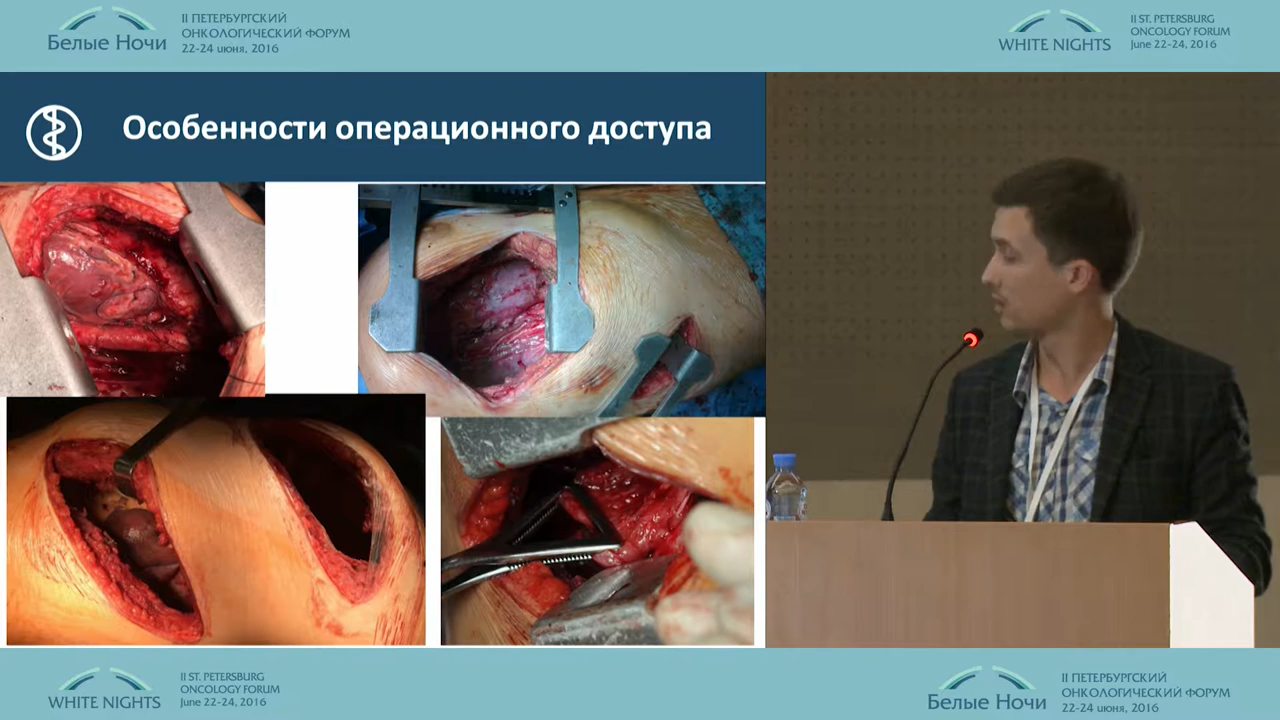 Белые Ночи
II ПЕТЕРБУРГСКИЙ
ОНКОЛОГИЧЕСКИЙ ФОРУМ
22-24 июня, 2016
WHITE NIGHTS
II ST. PETERSBURG
ONCOLOGY FORUM
June 22-24, 2016
Особенности операционного доступа
WHITE NIGHTS
II ST. PETERSBURG
ONCOLOGY FORUM
June 22-24, 2016
Белые Ночи
II ПЕТЕРБУРГСКИЙ
ОНКОЛОГИЧЕСКИЙ ФОРУМ
22-24 июня, 2016